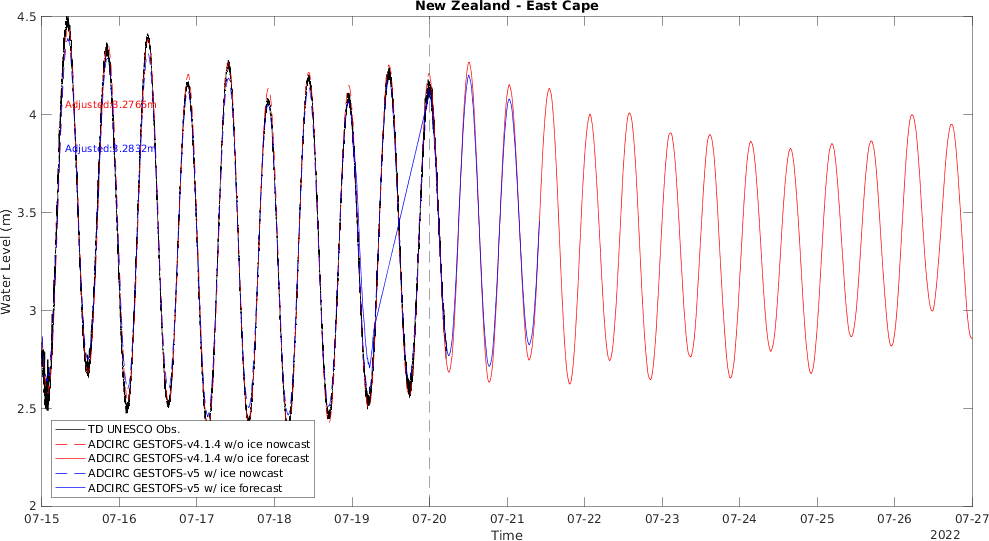 New Zealand - East Cape
4.5
4
3.5
3
2.5
2
Water Level (m)
Adjusted:3.2765m
Adjusted:3.2832m
TD UNESCO Obs.
ADCIRC GESTOFS-v4.1.4 w/o ice nowcast
ADCIRC GESTOFS-v4.1.4 w/o ice forecast
ADCIRC GESTOFS-v5 w/ ice nowcast
ADCIRC GESTOFS-v5 w/ ice forecast
07-15 07-16 07-17 07-18 07-19 07-20 07-21 07-22 07-23 07-24 07-25 07-26 07-27
Time
2022